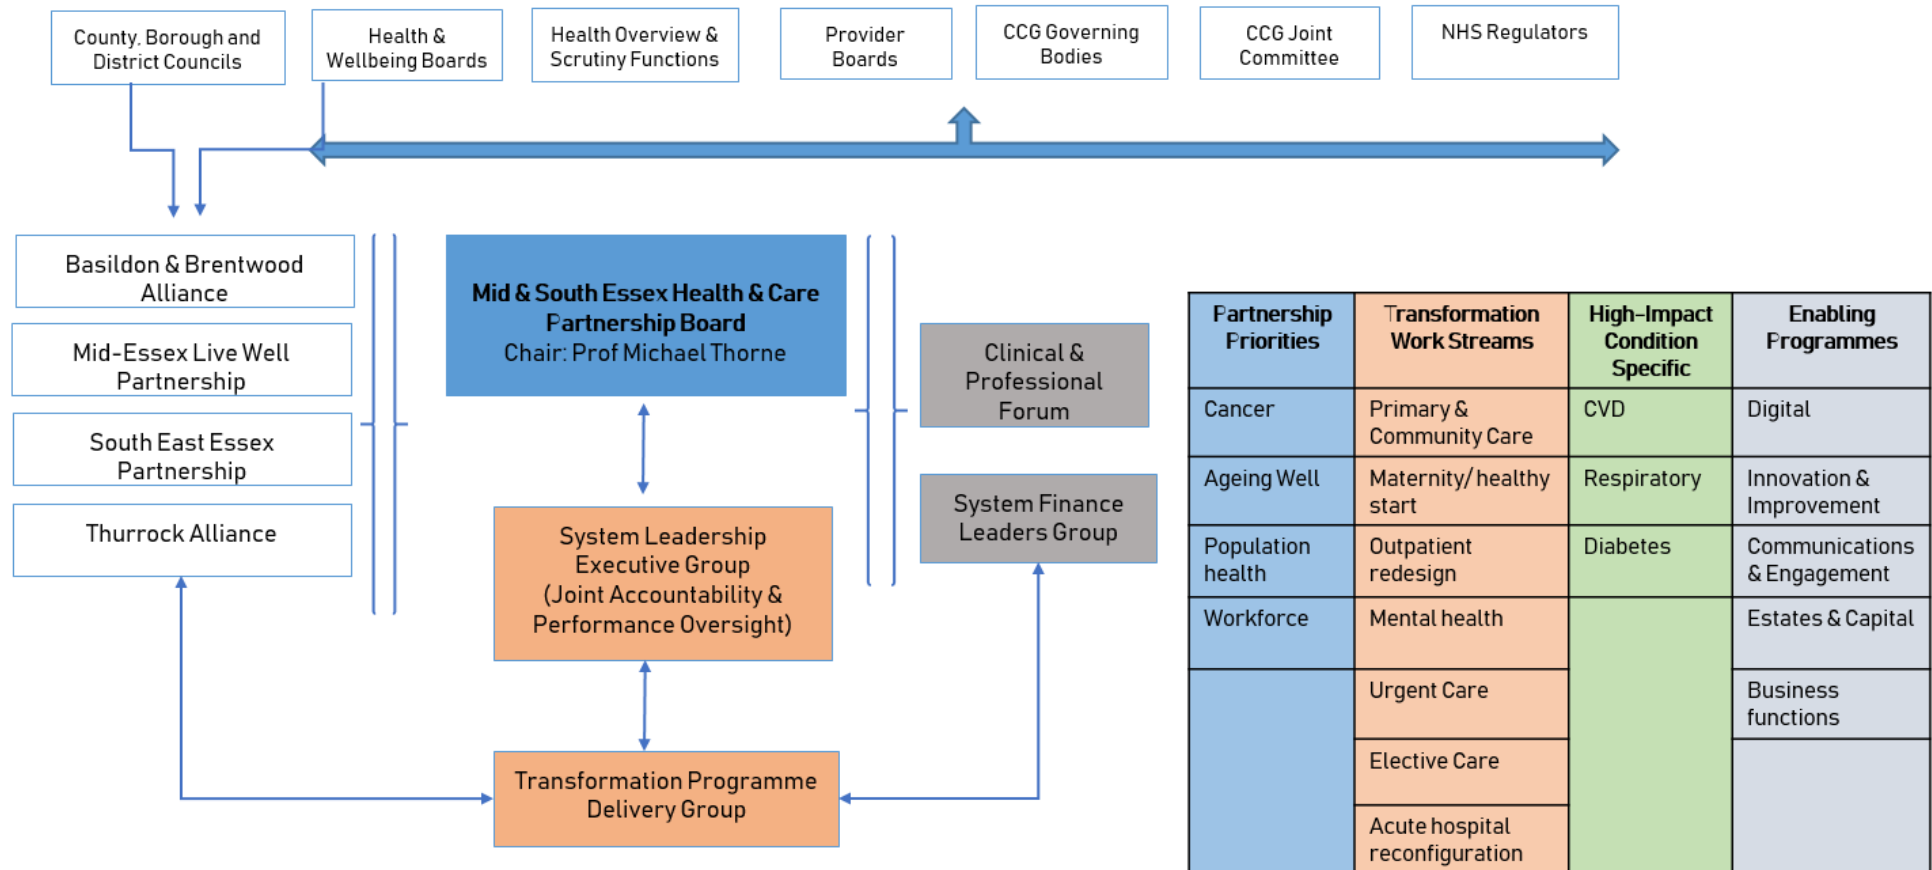 County, Borough and
District Councils
Health &
Wellbeing Boards
Health Overview &
Scrutiny Functions
Provider
Boards
CCG Governing
Bodies
CCG Joint
Committee
NHS Regulators
Basildon & Brentwood
Alliance
Mid-Essex Live Well
Partnership
South East Essex
Partnership
Thurrock Alliance
Mid & South Essex Health & Care
Partnership Board
Chair: Prof Michael Thorne
System Leadership
Executive Group
(Joint Accountability &
Performance Oversight)
Transformation Programme
Delivery Group
Clinical &
Professional
Forum
System Finance
Leaders Group
Partnership
Priorities
Transformation
Work Streams
High-Impact
Condition
Specific
Enabling
Programmes
Cancer
Primary &
Community Care
CVD
Digital
Ageing Well
Maternity/ healthy
start
Respiratory
Innovation &
Improvement
Population
health
Outpatient
redesign
Diabetes
Communications
& Engagement
Workforce
Mental health
Estates & Capital
Urgent Care
Business
functions
Elective Care
Acute hospital
reconfiguration